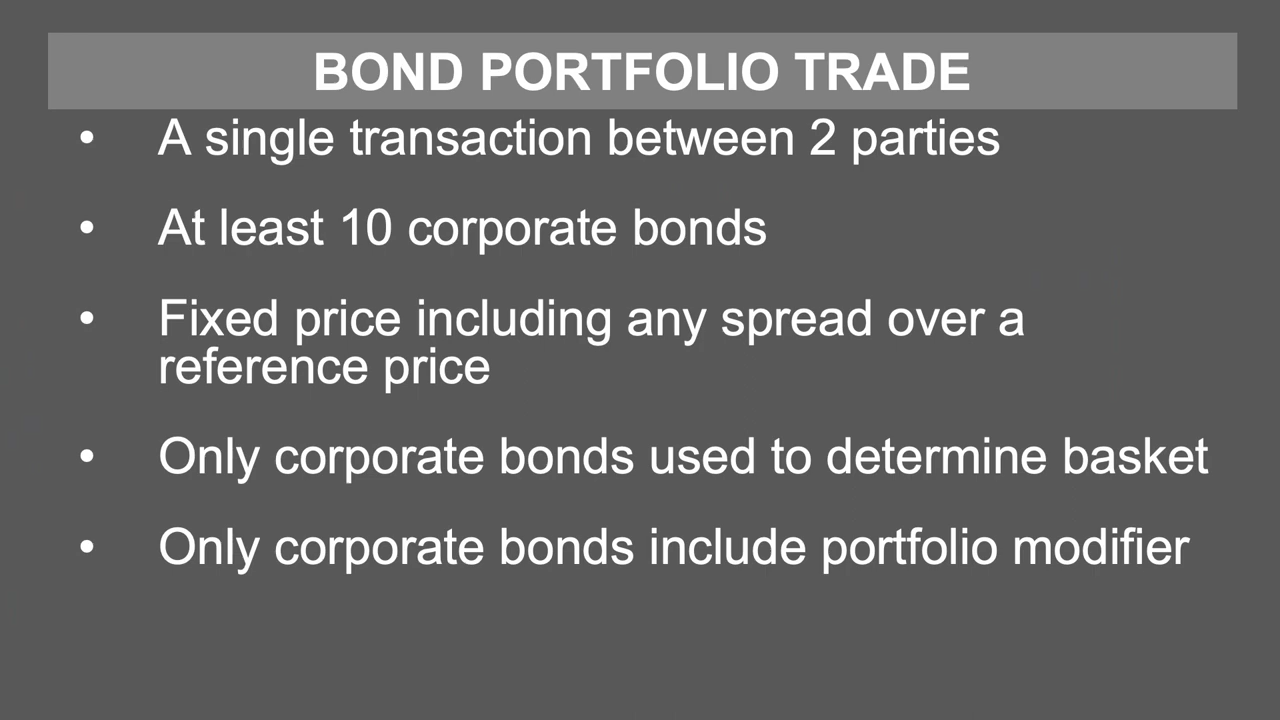 BOND PORTFOLIO TRADE
• A single transaction between 2 parties
• At least 10 corporate bonds
• Fixed price including any spread over a
reference price
• Only corporate bonds used to determine basket
• Only corporate bonds include portfolio modifier